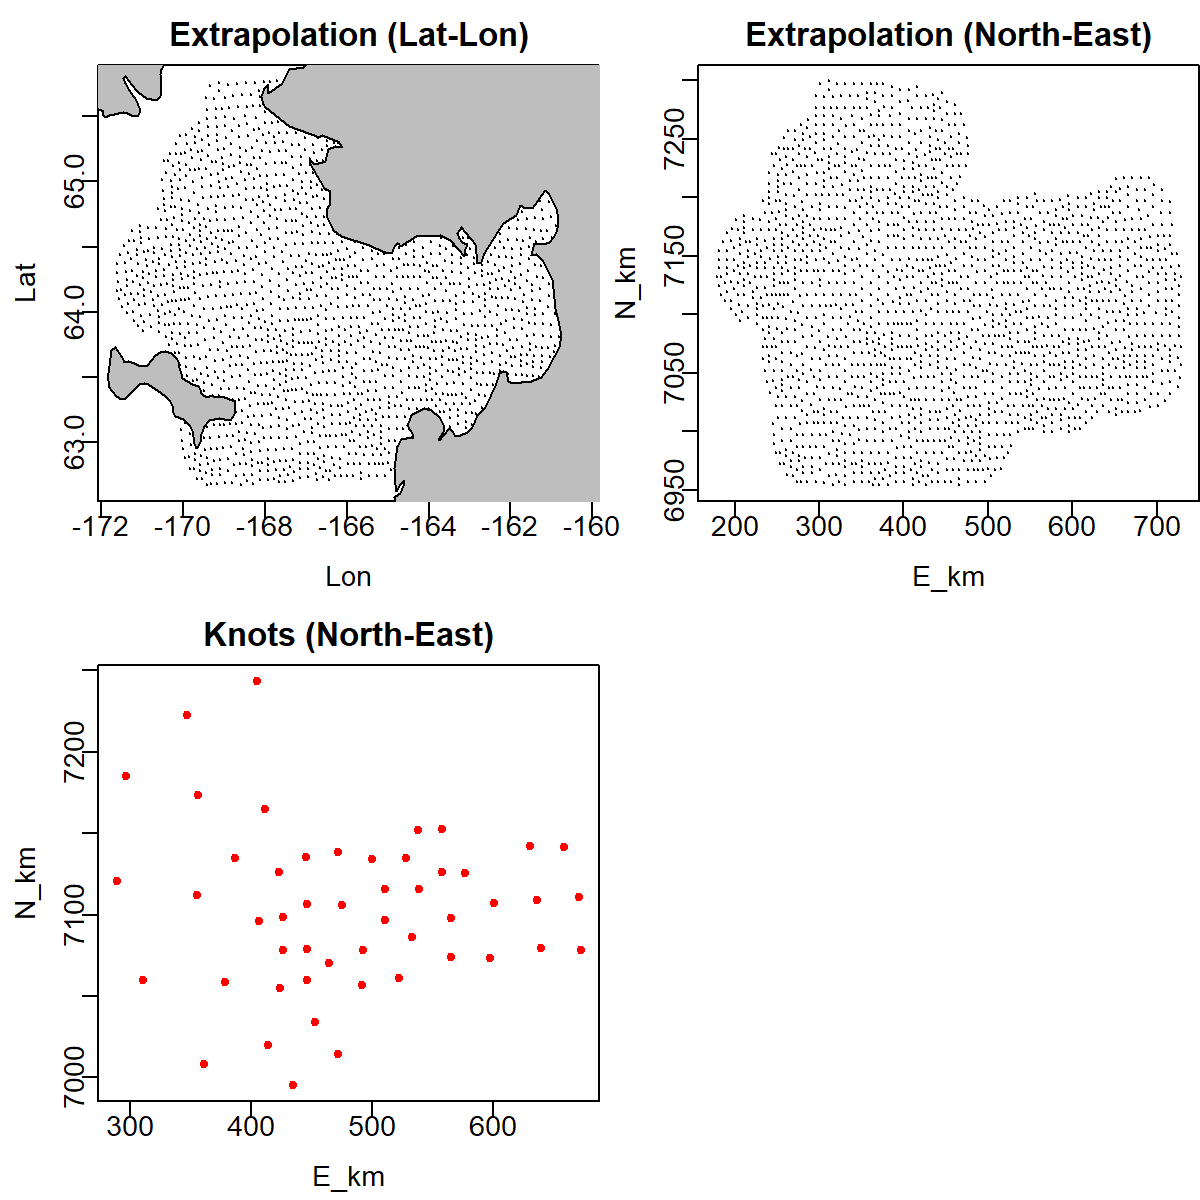 Extrapolation (Lat-Lon)
Lat
65.0
64.0
63.0
-172 -170 -168 -166 -164 -162 -160
Lon
Extrapolation (North-East)
N_km
7250
7150
7050
6950
200 300 400 500 600 700
E_km
Knots (North-East)
N_km
7200
7100
7000
300 400 500 600
E_km